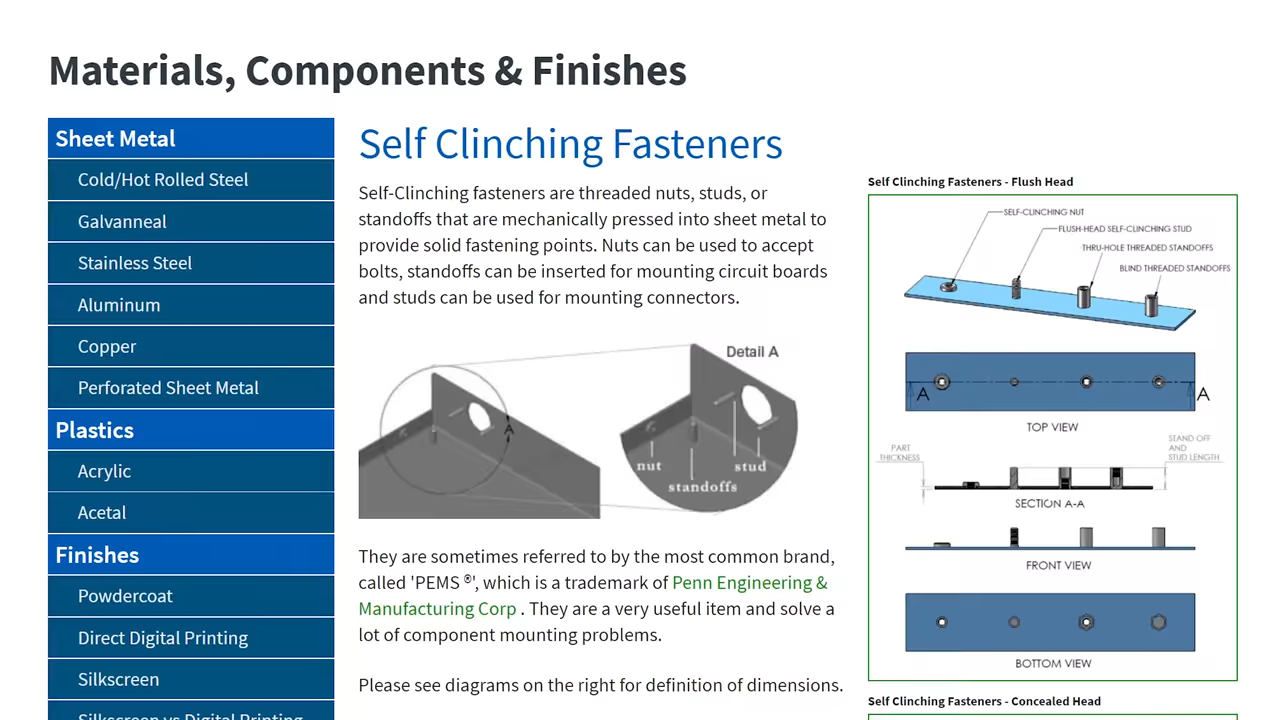 Materials, Components & Finishes
Sheet Metal
Cold/Hot Rolled Steel
Galvanneal
Stainless Steel
Aluminum
Copper
Perforated Sheet Metal
Plastics
Acrylic
Acetal
Finishes
Powdercoat
Direct Digital Printing
Silkscreen
Silkscreen vs Digital Printing
Self Clinching Fasteners
Self-Clinching fasteners are threaded nuts, studs, or
standoffs that are mechanically pressed into sheet metal to
provide solid fastening points. Nuts can be used to accept
bolts, standoffs can be inserted for mounting circuit boards
and studs can be used for mounting connectors.
Detail A
A
nut
stud
standoffs
They are sometimes referred to by the most common brand,
called 'PEMS ®', which is a trademark of Penn Engineering &
Manufacturing Corp . They are a very useful item and solve a
lot of component mounting problems.
Please see diagrams on the right for definition of dimensions.
Self Clinching Fasteners - Flush Head
SELF-CLINCHING NUT
FLUSH-HEAD SELF-CLINCHING STUD
THRU-HOLE THREADED STANDOFFS
BLIND THREADED STANDOFFS
A
A
TOP VIEW
PART
THICKNESS
STAND OFF
AND
STUD LENGTH
SECTION A-A
FRONT VIEW
BOTTOM VIEW
Self Clinching Fasteners - Concealed Head